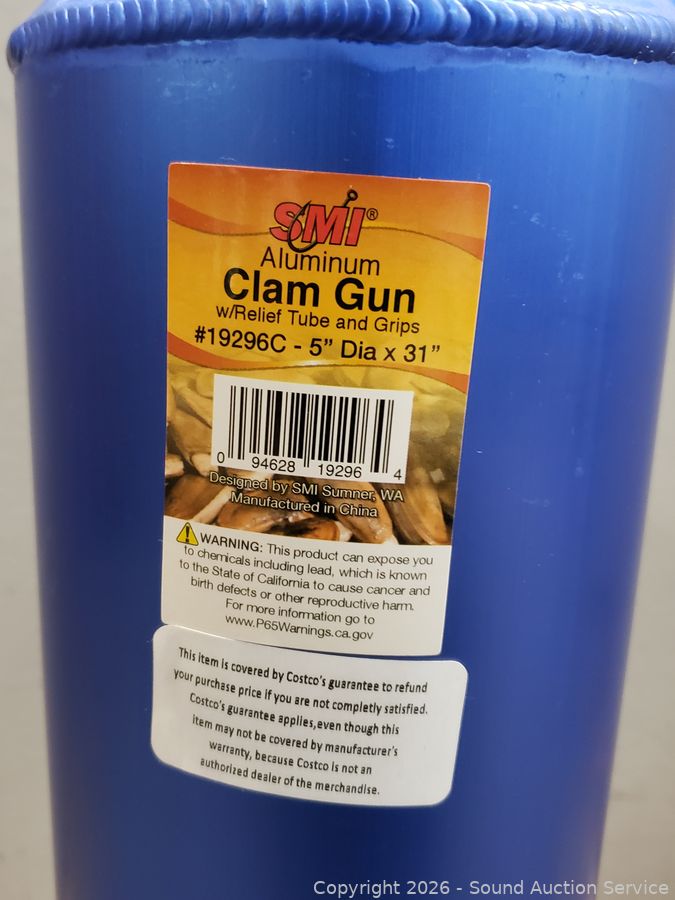 SMI®
Aluminum
Clam Gun
w/Relief Tube and Grips
#19296C - 5" Dia x 31"
0 94628 19296 4
Designed by SMI Sumner, WA
Manufactured in China
WARNING: This product can expose you
to chemicals including lead, which is known
to the State of California to cause cancer and
birth defects or other reproductive harm.
For more information go to
www.P65Warnings.ca.gov
This item is covered by Costco's guarantee to refund
your purchase price if you are not completly satisfied.
Costco's guarantee applies,even though this
item may not be covered by manufacturer's
warranty, because Costco is not an
authorized dealer of the merchandise.
Copyright 2026 - Sound Auction Service